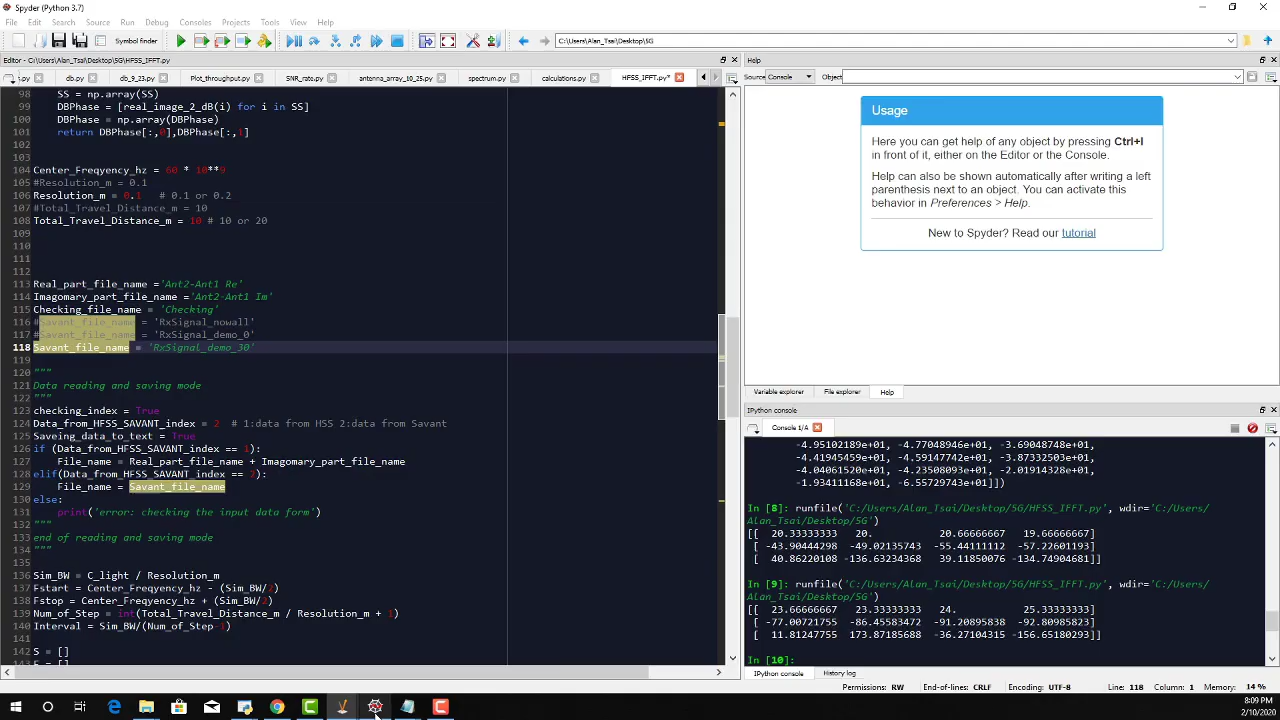 Spyder (Python 3.7)
File Edit Search Source Run Debug Consoles Projects Tools View Help
Symbol finder
C:\Users\Alan_Tsai\Desktop\5G
Editor - C:\Users\Alan_Tsai\Desktop\5G\HFSS_IFFT.py
.py db.py db_9_23.py Plot_throughput.py SNR_rate.py antenna_array_10_25.py spectrum.py calculations.py HFSS_IFFT.py*
98 SS = np.array(SS)
99 DBPhase = [real_image_2_dB(i) for i in SS]
100 DBPhase = np.array(DBPhase)
101 return DBPhase[:,0],DBPhase[:,1]
102
103
104 Center_Freqyency_hz = 60 * 10**9
105 #Resolution_m = 0.1
106 Resolution_m = 0.1 # 0.1 or 0.2
107 #Total_Travel_Distance_m = 10
108 Total_Travel_Distance_m = 10 # 10 or 20
109
110
111
112
113 Real_part_file_name ='Ant2-Ant1 Re'
114 Imagomary_part_file_name ='Ant2-Ant1 Im'
115 Checking_file_name = 'Checking'
116 #Savant_file_name = 'RxSignal_nowall'
117 #Savant_file_name = 'RxSignal_demo_0'
118 Savant_file_name = 'RxSignal_demo_30'
119
120 """
121 Data reading and saving mode
122 """
123 checking_index = True
124 Data_from_HFSS_SAVANT_index = 2 # 1:data from HSS 2:data from Savant
125 Saveing_data_to_text = True
126 if (Data_from_HFSS_SAVANT_index == 1):
127 File_name = Real_part_file_name + Imagomary_part_file_name
128 elif(Data_from_HFSS_SAVANT_index == 2):
129 File_name = Savant_file_name
130 else:
131 print('error: checking the input data form')
132 """
133 end of reading and saving mode
134 """
135
136 Sim_BW = C_light / Resolution_m
137 Fstart = Center_Freqyency_hz - (Sim_BW/2)
138 Fstop = Center_Freqyency_hz + (Sim_BW/2)
139 Num_of_Step = int(Total_Travel_Distance_m / Resolution_m + 1)
140 Interval = Sim_BW/(Num_of_Step-1)
141
142 S = []
143 F = []
Help
Source Console Object
Usage
Here you can get help of any object by pressing Ctrl+I
in front of it, either on the Editor or the Console.
Help can also be shown automatically after writing a left
parenthesis next to an object. You can activate this
behavior in Preferences > Help.
New to Spyder? Read our tutorial
Variable explorer File explorer Help
IPython console
Console 1/A
-4.95102189e+01, -4.77048946e+01, -3.69048748e+01,
-4.41945459e+01, -4.59147742e+01, -3.87332503e+01,
-4.04061520e+01, -4.23508093e+01, -2.01914328e+01,
-1.93411168e+01, -6.55729743e+01]])
In [8]: runfile('C:/Users/Alan_Tsai/Desktop/5G/HFSS_IFFT.py', wdir='C:/
Users/Alan_Tsai/Desktop/5G')
[[ 20.33333333 20. 20.66666667 19.66666667]
[ -43.90444298 -49.02135743 -55.44111112 -57.22601193]
[ 40.86220108 -136.63234368 39.11850076 -134.74904681]]
In [9]: runfile('C:/Users/Alan_Tsai/Desktop/5G/HFSS_IFFT.py', wdir='C:/
Users/Alan_Tsai/Desktop/5G')
[[ 23.66666667 23.33333333 24. 25.33333333]
[ -77.00721755 -86.45583472 -91.20895838 -92.80985823]
[ 11.81247755 173.87185688 -36.27104315 -156.65180293]]
In [10]:
IPython console History log
Permissions: RW End-of-lines: CRLF Encoding: UTF-8 Line: 118 Column: 1 Memory: 14 %
8:09 PM
2/10/2020